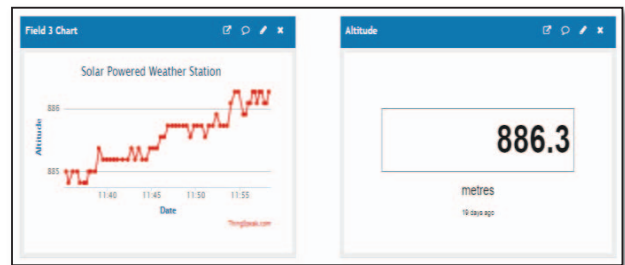 Field 3 Chart
Solar Powered Weather Station
886
885
Altitude
11:40 11:45 11:50 11:55
Date
ThingSpeak.com
Altitude
886.3
metres
19 days ago